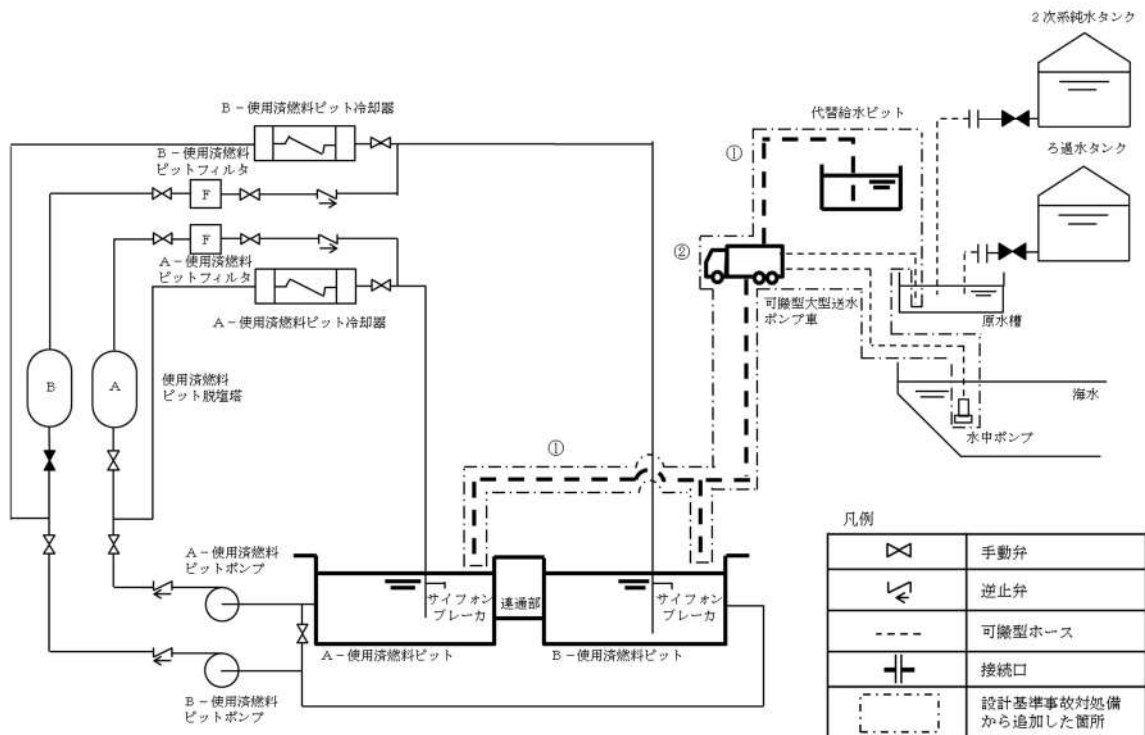 2次系純水タンク
B-使用済燃料ピット冷却器
代替給水ピット
①
B-使用済燃料
ピットフィルタ
F
ろ過水タンク
F
②
A-使用済燃料
ピットフィルタ
A-使用済燃料ピット冷却器
可搬型大型送水
ポンプ車
原水槽
B
A
使用済燃料
ピット脱塩塔
海水
水中ポンプ
①
A-使用済燃料
ピットポンプ
サイフォン
ブレーカ
連通部
サイフォン
ブレーカ
A-使用済燃料ピット
B-使用済燃料ピット
B-使用済燃料
ピットポンプ
凡例
手動弁
逆止弁
可搬型ホース
接続口
設計基準事故対処備
から追加した箇所